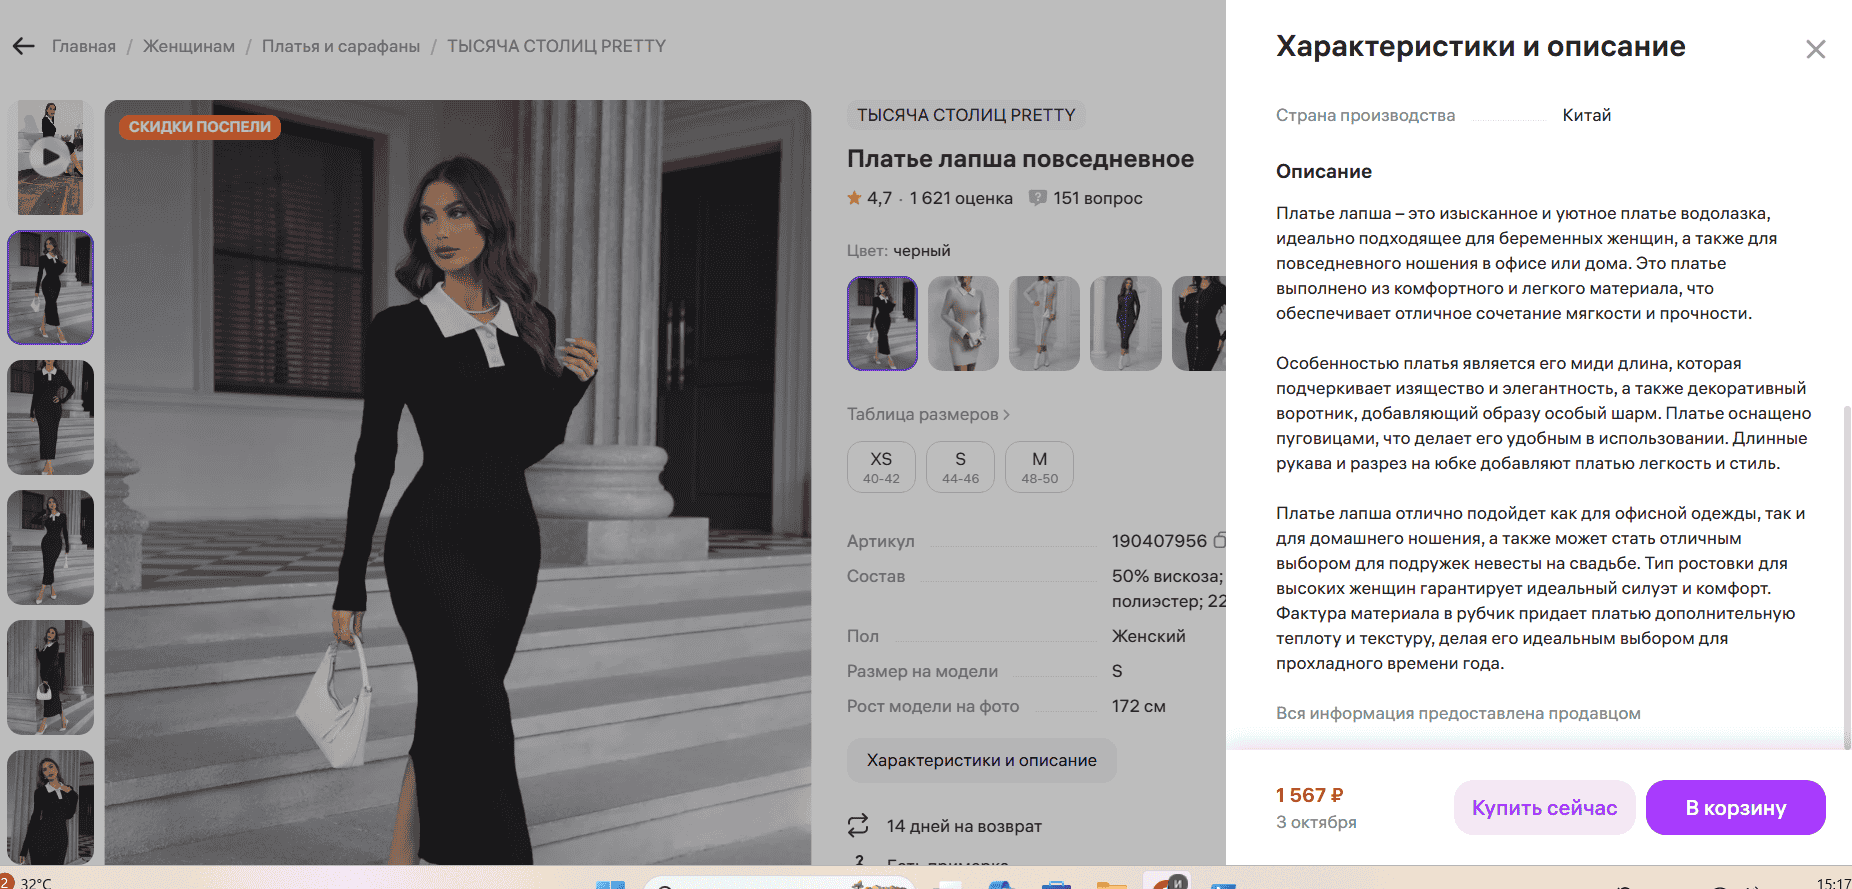 Главная / Женщинам / Платья и сарафаны / ТЫСЯЧА СТОЛИЦ PRETTY
СКИДКИ ПОСПЕЛИ
ТЫСЯЧА СТОЛИЦ PRETTY
Платье лапша повседневное
4,7 · 1 621 оценка 151 вопрос
Цвет: черный
Таблица размеров
XS S M
40-42 44-46 48-50
Артикул 190407956
Состав 50% вискоза;
полиэстер; 22
Пол Женский
Размер на модели S
Рост модели на фото 172 см
Характеристики и описание
14 дней на возврат
Есть примерка
Характеристики и описание
Страна производства Китай
Описание
Платье лапша – это изысканное и уютное платье водолазка,
идеально подходящее для беременных женщин, а также для
повседневного ношения в офисе или дома. Это платье
выполнено из комфортного и легкого материала, что
обеспечивает отличное сочетание мягкости и прочности.
Особенностью платья является его миди длина, которая
подчеркивает изящество и элегантность, а также декоративный
воротник, добавляющий образу особый шарм. Платье оснащено
пуговицами, что делает его удобным в использовании. Длинные
рукава и разрез на юбке добавляют платью легкость и стиль.
Платье лапша отлично подойдет как для офисной одежды, так и
для домашнего ношения, а также может стать отличным
выбором для подружек невесты на свадьбе. Тип ростовки для
высоких женщин гарантирует идеальный силуэт и комфорт.
Фактура материала в рубчик придает платью дополнительную
теплоту и текстуру, делая его идеальным выбором для
прохладного времени года.
Вся информация предоставлена продавцом
1 567 ₽
3 октября
Купить сейчас
В корзину
2 32°C
15:17